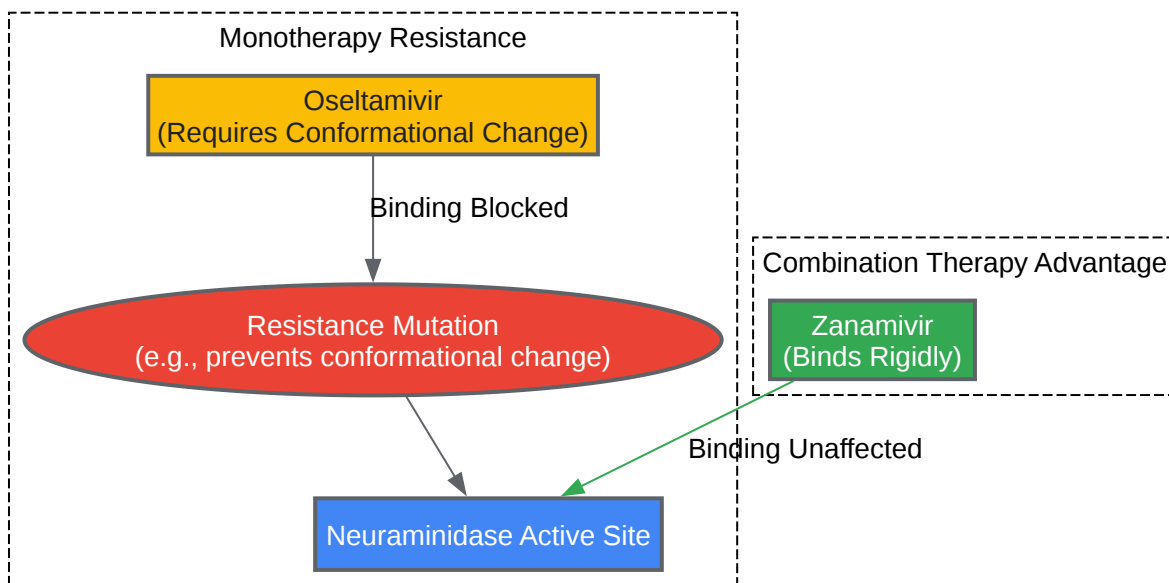 Monotherapy Resistance
Oseltamivir
(Requires Conformational Change)
Binding Blocked
Combination Therapy Advantage
Resistance Mutation
(e.g., prevents conformational change)
Zanamivir
(Binds Rigidly)
Binding Unaffected
Neuraminidase Active Site